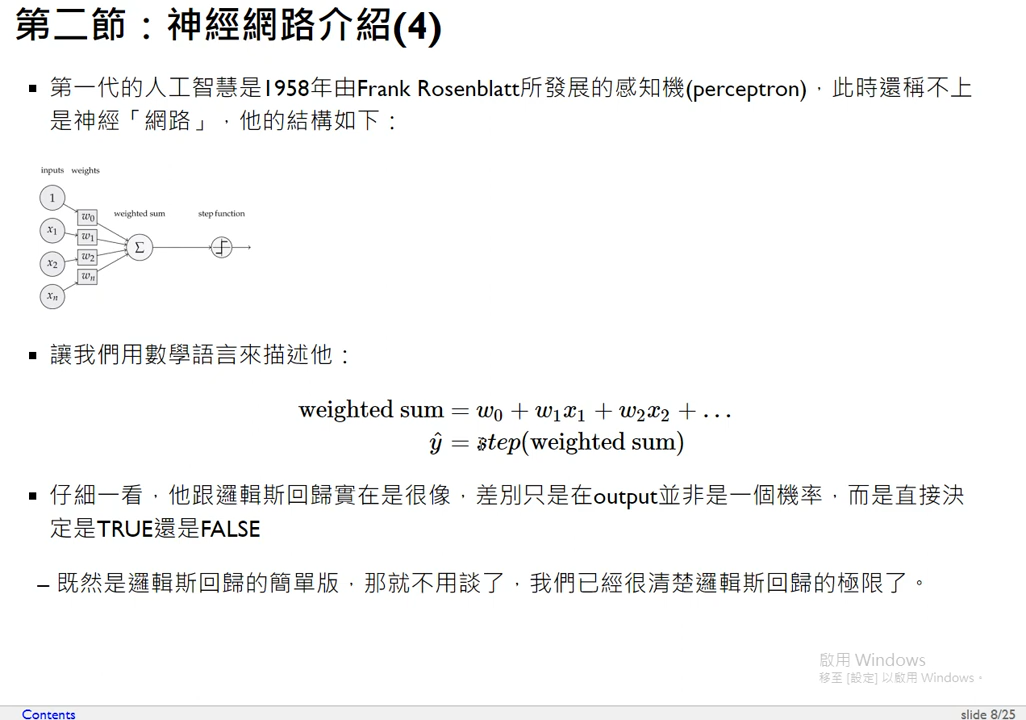 第二節：神經網路介紹(4)
▪ 第一代的人工智慧是1958年由Frank Rosenblatt所發展的感知機(perceptron)，此時還稱不上
是神經「網路」，他的結構如下：
inputs weights
1
w0
weighted sum
step function
x1
w1
Σ
x2
w2
wn
xn
▪ 讓我們用數學語言來描述他：
weighted sum = w₀ + w₁x₁ + w₂x₂ + …
ŷ = step(weighted sum)
▪ 仔細一看，他跟邏輯斯回歸實在是很像，差別只是在output並非是一個機率，而是直接決
定是TRUE還是FALSE
– 既然是邏輯斯回歸的簡單版，那就不用談了，我們已經很清楚邏輯斯回歸的極限了。
啟用 Windows
移至 [設定] 以啟用 Windows。
Contents
slide 8/25